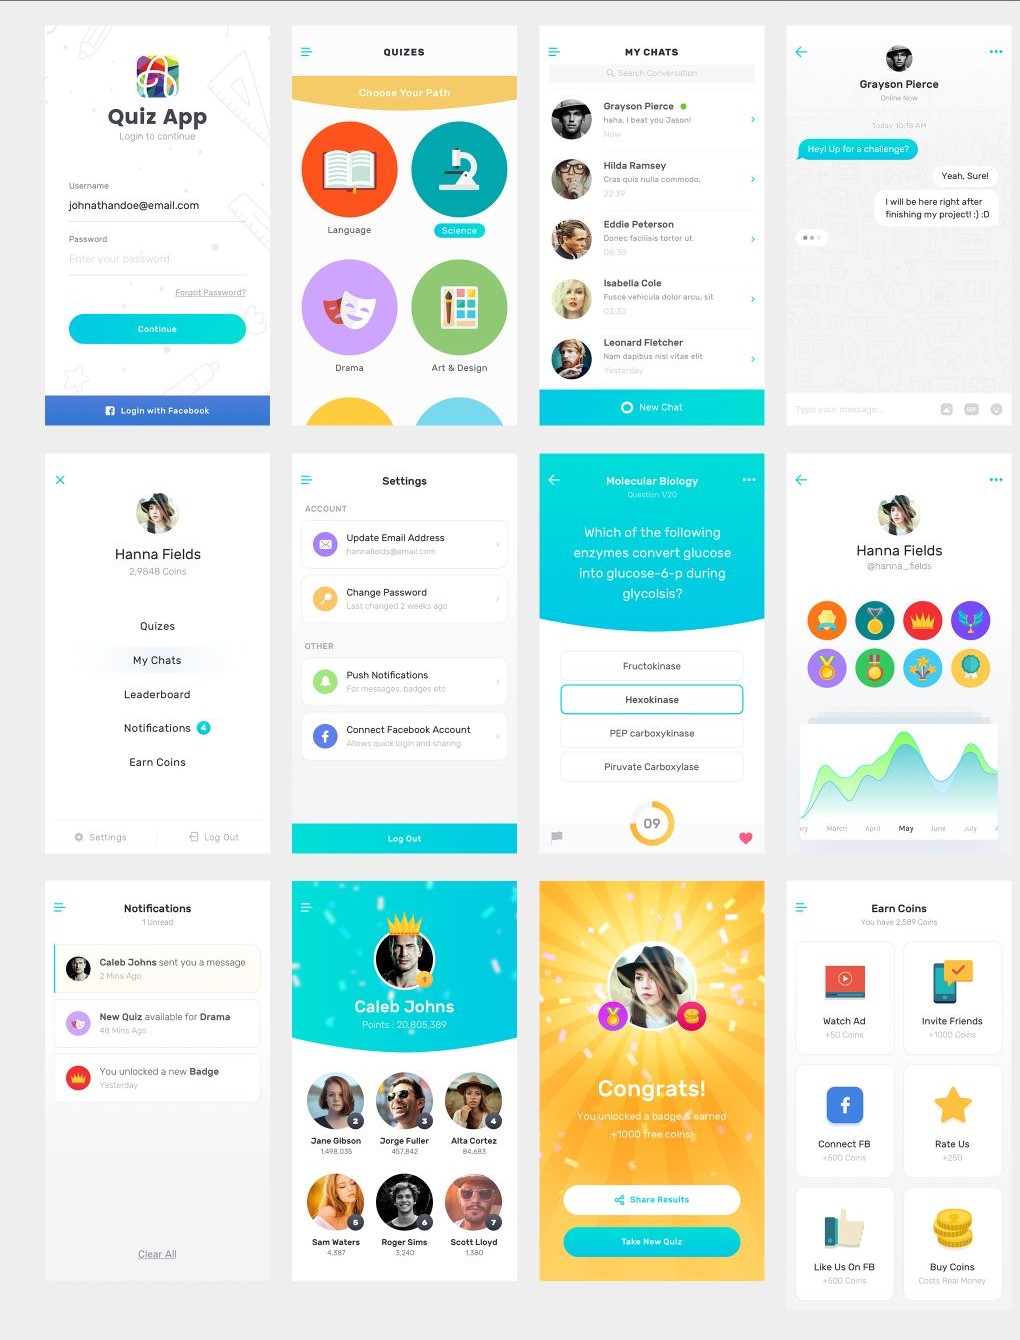 Quiz App
Login to continue
Username
johnathandoe@email.com
Password
Enter your password
Forgot Password?
Continue
Login with Facebook
QUIZES
Choose Your Path
Language
Science
Drama
Art & Design
MY CHATS
Search Conversation
Grayson Pierce
haha, I beat you Jason!
Now
Hilda Ramsey
Cras quis nulla commodo,
22:39
Eddie Peterson
Donec facilisis tortor ut
08:30
Isabella Cole
Fusce vehicula dolor arcu, sit
03:30
Leonard Fletcher
Nam dapibus nisl vitae elit
Yesterday
New Chat
Grayson Pierce
Online Now
Today 10:18 AM
Hey! Up for a challenge?
Yeah, Sure!
I will be here right after
finishing my project! :) :D
Type your message...
GIF
Hanna Fields
2,9848 Coins
Quizes
My Chats
Leaderboard
Notifications 4
Earn Coins
Settings
Log Out
Settings
ACCOUNT
Update Email Address
hannafields@email.com
Change Password
Last changed 2 weeks ago
OTHER
Push Notifications
For messages, badges etc
Connect Facebook Account
Allows quick login and sharing
Log Out
Molecular Biology
Question 1/20
Which of the following
enzymes convert glucose
into glucose-6-p during
glycolsis?
Fructokinase
Hexokinase
PEP carboxykinase
Piruvate Carboxylase
09
Hanna Fields
@hanna_fields
ry March April May June July A
Notifications
1 Unread
Caleb Johns sent you a message
2 Mins Ago
New Quiz available for Drama
48 Mins Ago
You unlocked a new Badge
Yesterday
Clear All
1
Caleb Johns
Points : 20,805,389
2 3 4
Jane Gibson Jorge Fuller Alta Cortez
1,498,035 457,842 84,683
5 6 7
Sam Waters Roger Sims Scott Lloyd
4,387 3,240 1,380
Congrats!
You unlocked a badge & earned
+1000 free coins!
Share Results
Take New Quiz
Earn Coins
You have 2,589 Coins
Watch Ad Invite Friends
+50 Coins +1000 Coins
Connect FB Rate Us
+500 Coins +250
Like Us On FB Buy Coins
+500 Coins Costs Real Money